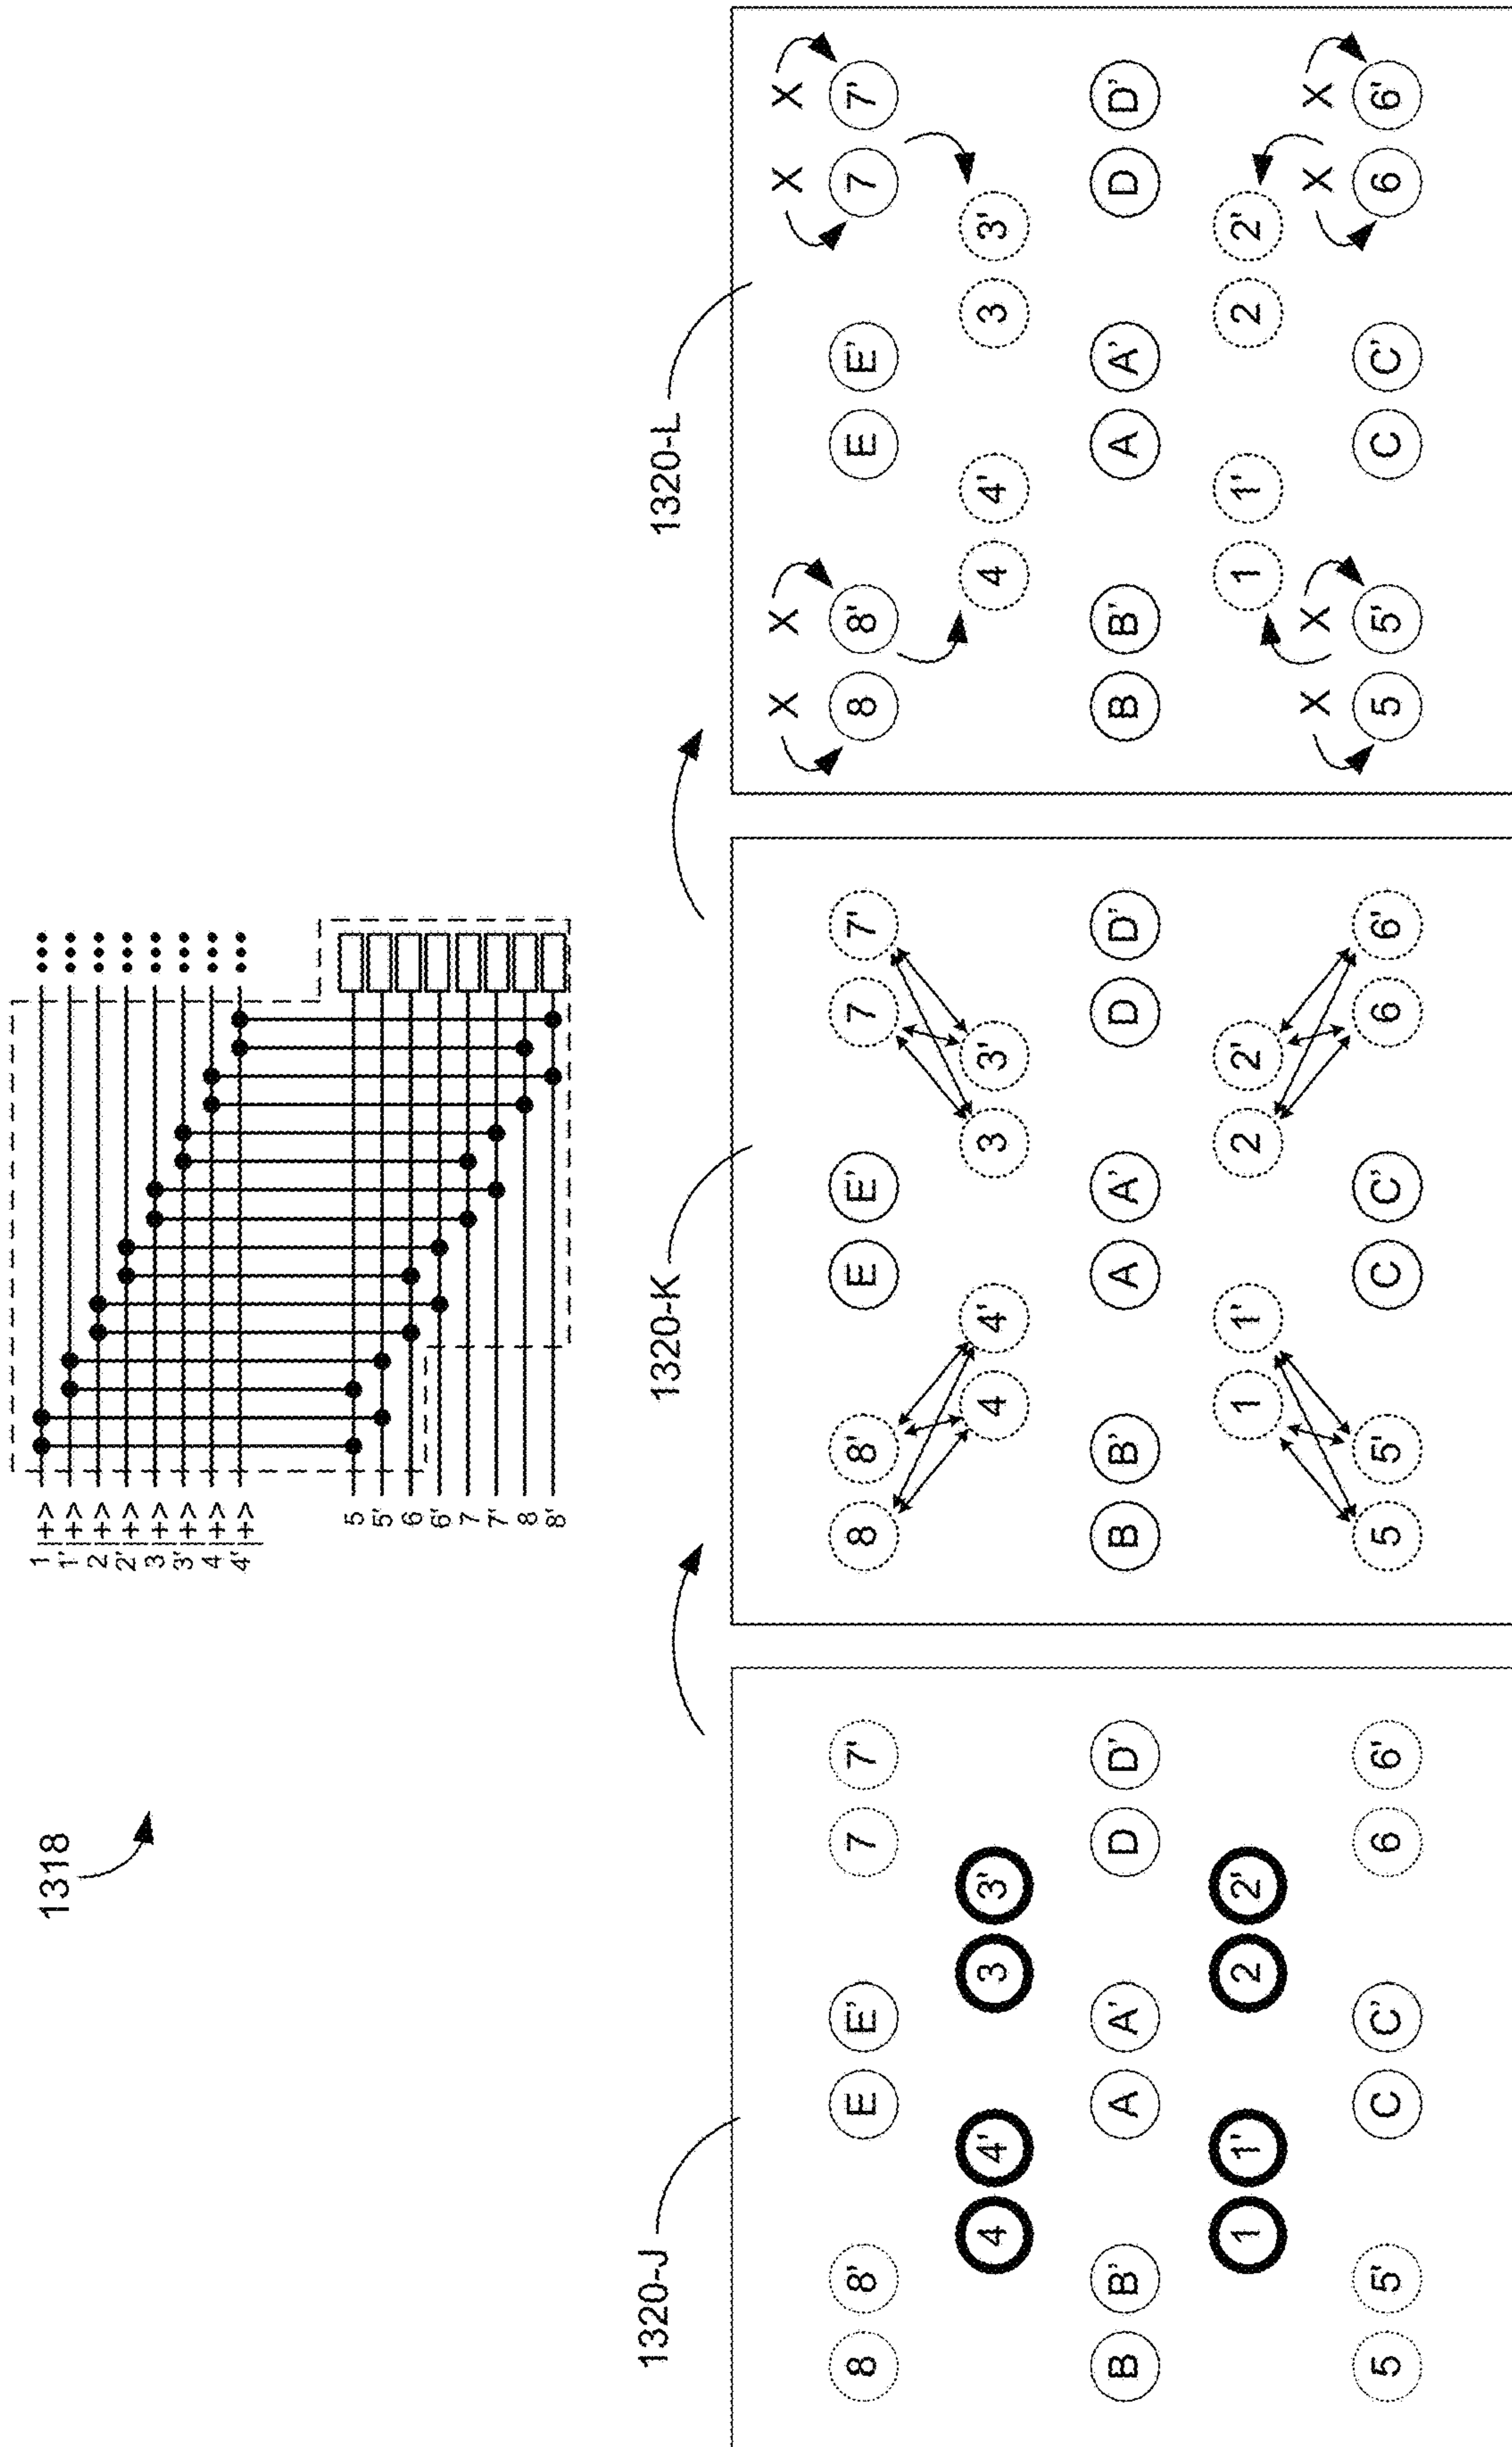 1318
1 |+>
1' |+>
2 |+>
2' |+>
3 |+>
3' |+>
4 |+>
4' |+>
5
5'
6
6'
7
7'
8
8'
1320-J
8 8' E E' 7 7'
4 4' 3 3'
B B' A A' D D'
1 1' 2 2'
5 5' C C' 6 6'
1320-K
8 8' E E' 7 7'
4 4' 3 3'
B B' A A' D D'
1 1' 2 2'
5 5' C C' 6 6'
1320-L
X X X X
8 8' E E' 7 7'
4 4' 3 3'
B B' A A' D D'
1 1' 2 2'
X X X X
5 5' C C' 6 6'